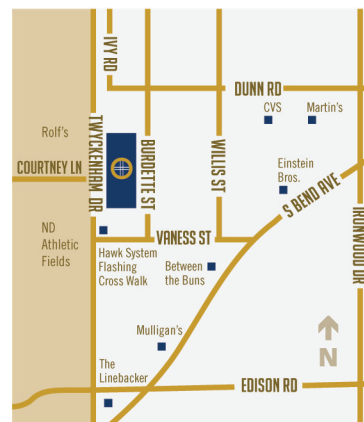 IVY RD
DUNN RD
CVS
Martin's
Rolf's
TWYCKENHAM DR
BURDETTE ST
WILLIS ST
COURTNEY LN
Einstein
Bros.
S BEND AVE
IRONWOOD DR
ND
Athletic
Fields
VANESS ST
Hawk System
Flashing
Cross Walk
Between
the Buns
Mulligan's
N
The
Linebacker
EDISON RD